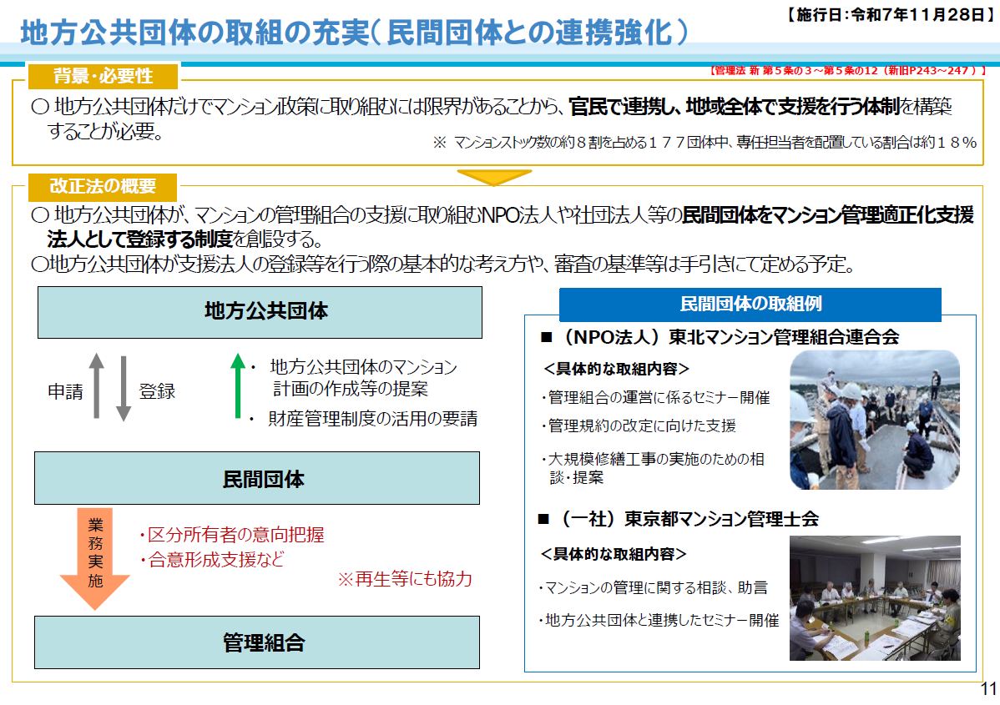 【施行日：令和7年11月28日】
地方公共団体の取組の充実（民間団体との連携強化）
【管理法 新 第５条の３～第５条の12（新旧P243～247 ）】
背景・必要性
〇 地方公共団体だけでマンション政策に取り組むには限界があることから、官民で連携し、地域全体で支援を行う体制を構築
することが必要。
※ マンションストック数の約８割を占める１７７団体中、専任担当者を配置している割合は約１８％
改正法の概要
〇 地方公共団体が、マンションの管理組合の支援に取り組むNPO法人や社団法人等の民間団体をマンション管理適正化支援
法人として登録する制度を創設する。
〇地方公共団体が支援法人の登録等を行う際の基本的な考え方や、審査の基準等は手引きにて定める予定。
地方公共団体
申請
登録
・ 地方公共団体のマンション
計画の作成等の提案
・ 財産管理制度の活用の要請
民間団体
業務実施
・区分所有者の意向把握
・合意形成支援など
※再生等にも協力
管理組合
民間団体の取組例
■（NPO法人）東北マンション管理組合連合会
＜具体的な取組内容＞
・管理組合の運営に係るセミナー開催
・管理規約の改定に向けた支援
・大規模修繕工事の実施のための相
談・提案
■（一社）東京都マンション管理士会
＜具体的な取組内容＞
・マンションの管理に関する相談、助言
・地方公共団体と連携したセミナー開催
11